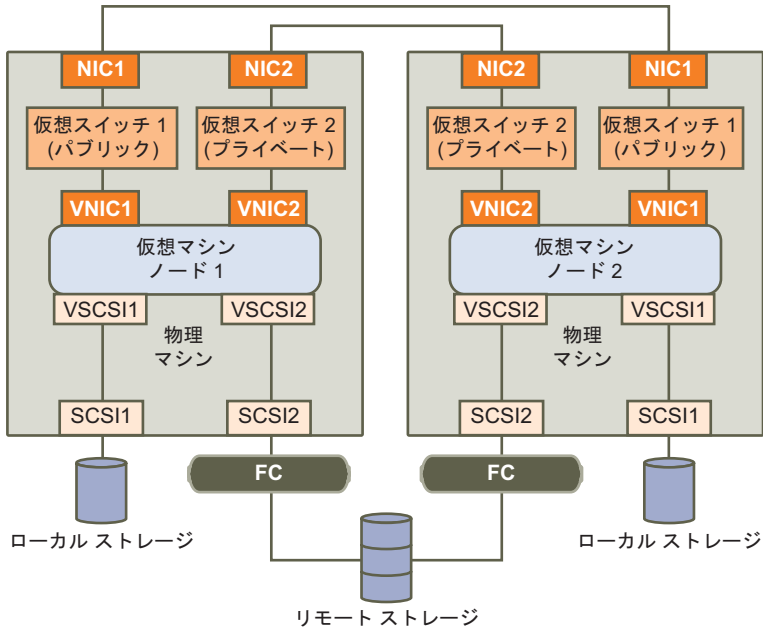 NIC1
NIC2
NIC2
NIC1
仮想スイッチ 1
(パブリック)
仮想スイッチ 2
(プライベート)
仮想スイッチ 2
(プライベート)
仮想スイッチ 1
(パブリック)
VNIC1
VNIC2
VNIC2
VNIC1
仮想マシン
ノード 1
仮想マシン
ノード 2
VSCSI1
VSCSI2
VSCSI2
VSCSI1
物理
マシン
物理
マシン
SCSI1
SCSI2
SCSI2
SCSI1
FC
FC
ローカル ストレージ
ローカル ストレージ
リモート ストレージ